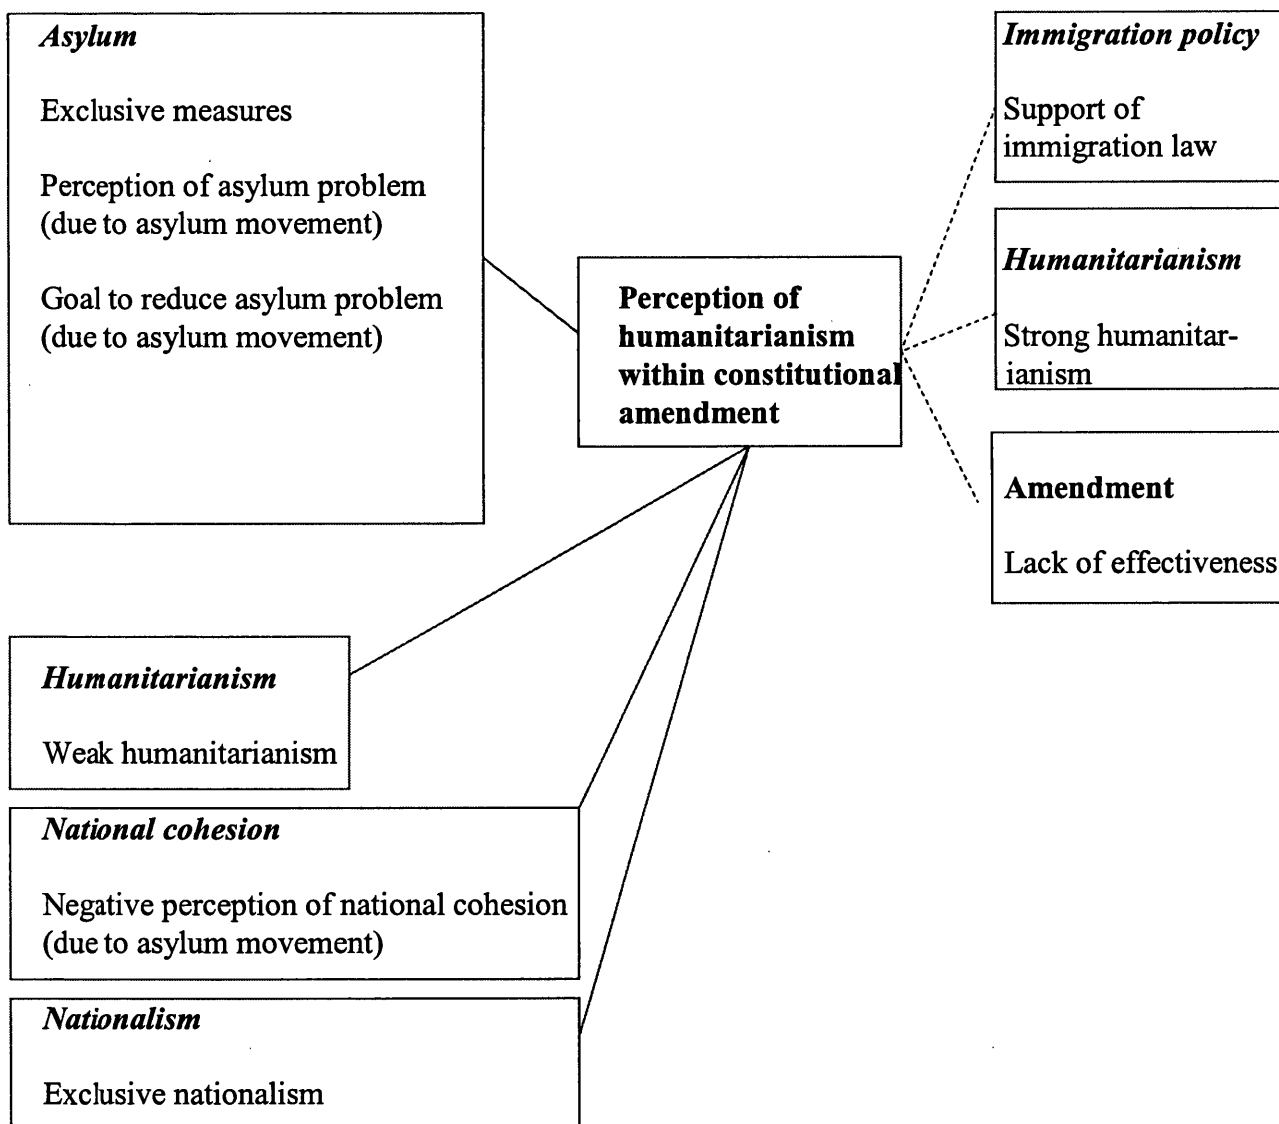 Asylum
Exclusive measures
Perception of asylum problem
(due to asylum movement)
Goal to reduce asylum problem
(due to asylum movement)
Immigration policy
Support of
immigration law
Humanitarianism
Strong humanitar-
ianism
Perception of
humanitarianism
within constitutional
amendment
Amendment
Lack of effectiveness
Humanitarianism
Weak humanitarianism
National cohesion
Negative perception of national cohesion
(due to asylum movement)
Nationalism
Exclusive nationalism